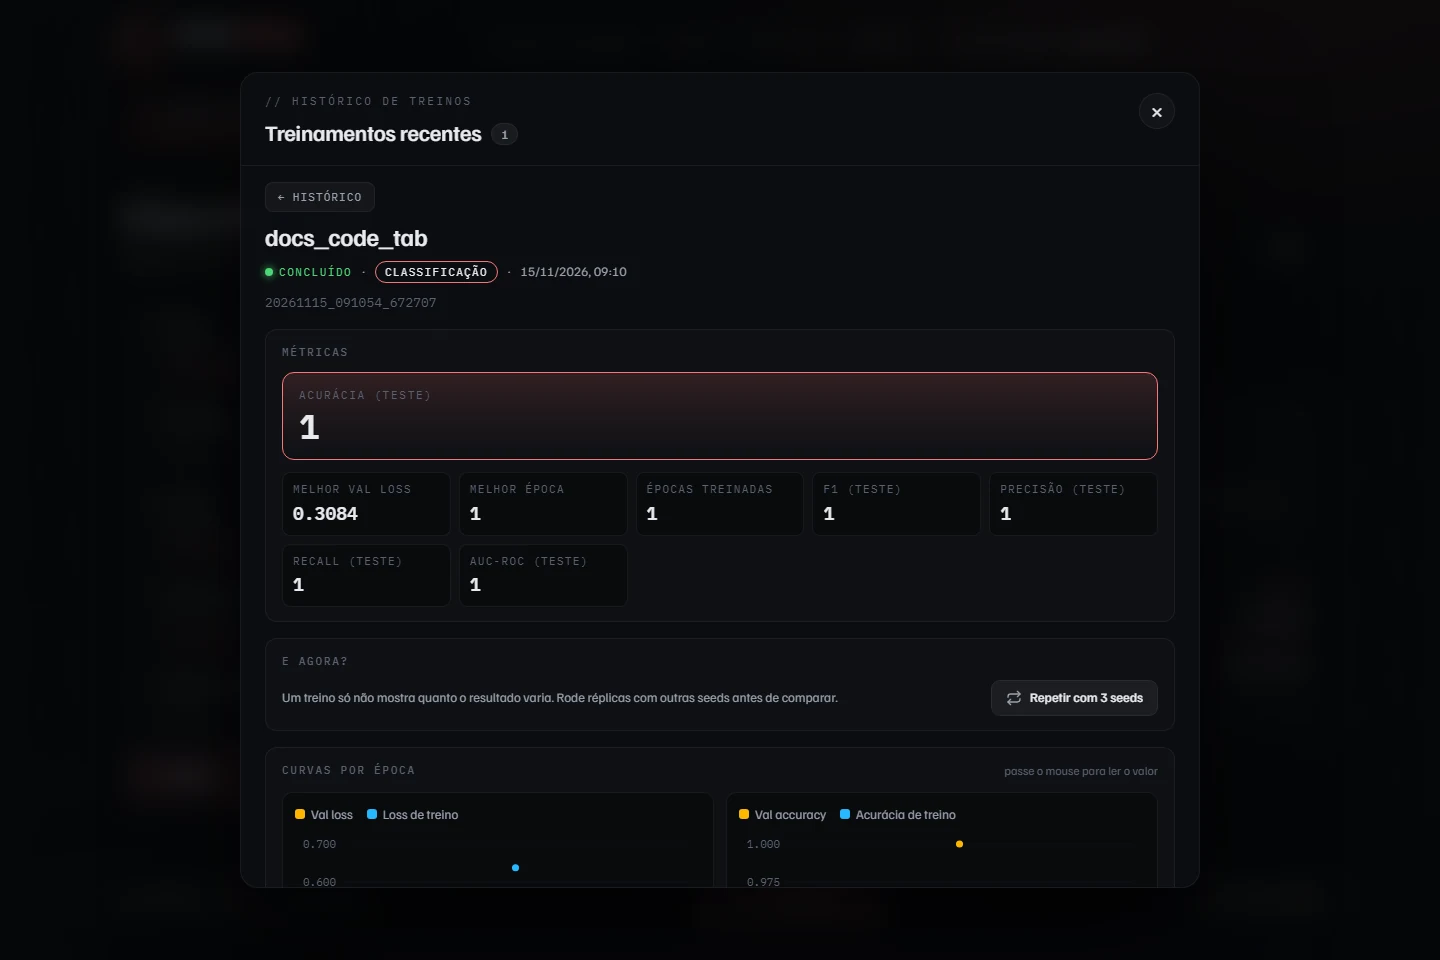 // HISTÓRICO DE TREINOS
Treinamentos recentes 1
← HISTÓRICO
docs_code_tab
CONCLUÍDO · CLASSIFICAÇÃO · 15/11/2026, 09:10
20261115_091054_672707
MÉTRICAS
ACURÁCIA (TESTE)
1
MELHOR VAL LOSS
0.3084
MELHOR ÉPOCA
1
ÉPOCAS TREINADAS
1
F1 (TESTE)
1
PRECISÃO (TESTE)
1
RECALL (TESTE)
1
AUC-ROC (TESTE)
1
E AGORA?
Um treino só não mostra quanto o resultado varia. Rode réplicas com outras seeds antes de comparar.
Repetir com 3 seeds
CURVAS POR ÉPOCA
passe o mouse para ler o valor
Val loss Loss de treino
0.700
0.600
Val accuracy Acurácia de treino
1.000
0.975